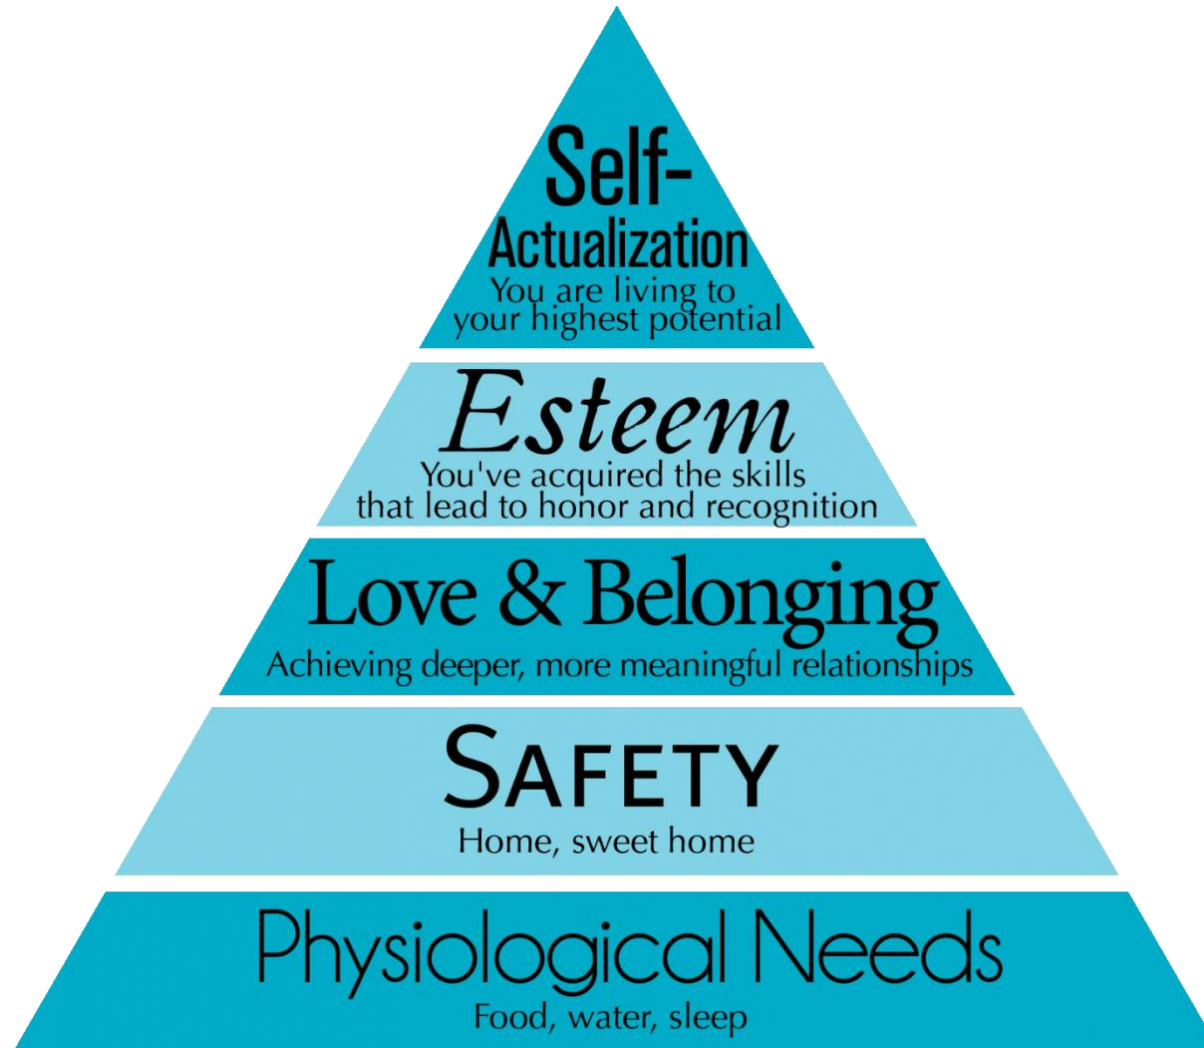 Self-
Actualization
You are living to
your highest potential
Esteem
You've acquired the skills
that lead to honor and recognition
Love & Belonging
Achieving deeper, more meaningful relationships
SAFETY
Home, sweet home
Physiological Needs
Food, water, sleep